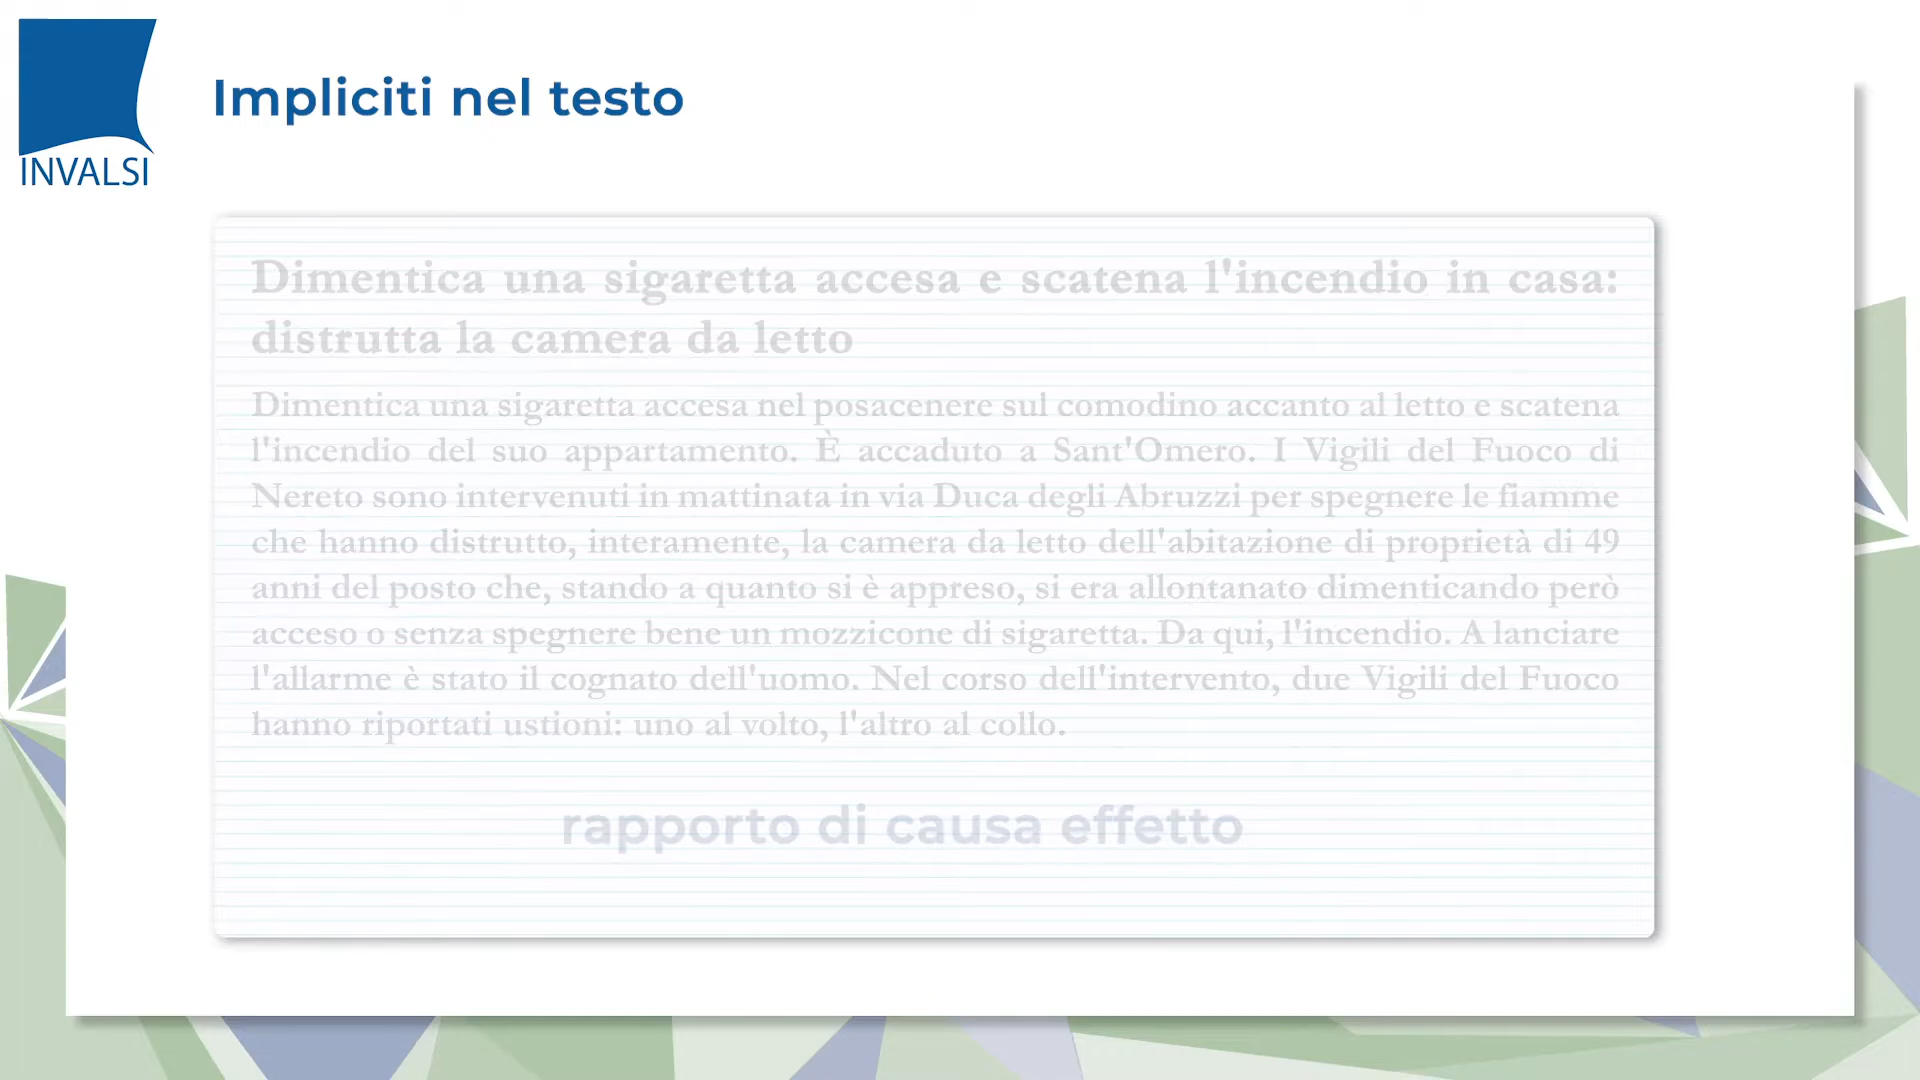 INVALSI
Impliciti nel testo
Dimentica una sigaretta accesa e scatena l'incendio in casa:
distrutta la camera da letto
Dimentica una sigaretta accesa nel posacenere sul comodino accanto al letto e scatena
l'incendio del suo appartamento. È accaduto a Sant'Omero. I Vigili del Fuoco di
Nereto sono intervenuti in mattinata in via Duca degli Abruzzi per spegnere le fiamme
che hanno distrutto, interamente, la camera da letto dell'abitazione di proprietà di 49
anni del posto che, stando a quanto si è appreso, si era allontanato dimenticando però
acceso o senza spegnere bene un mozzicone di sigaretta. Da qui, l'incendio. A lanciare
l'allarme è stato il cognato dell'uomo. Nel corso dell'intervento, due Vigili del Fuoco
hanno riportati ustioni: uno al volto, l'altro al collo.
rapporto di causa effetto